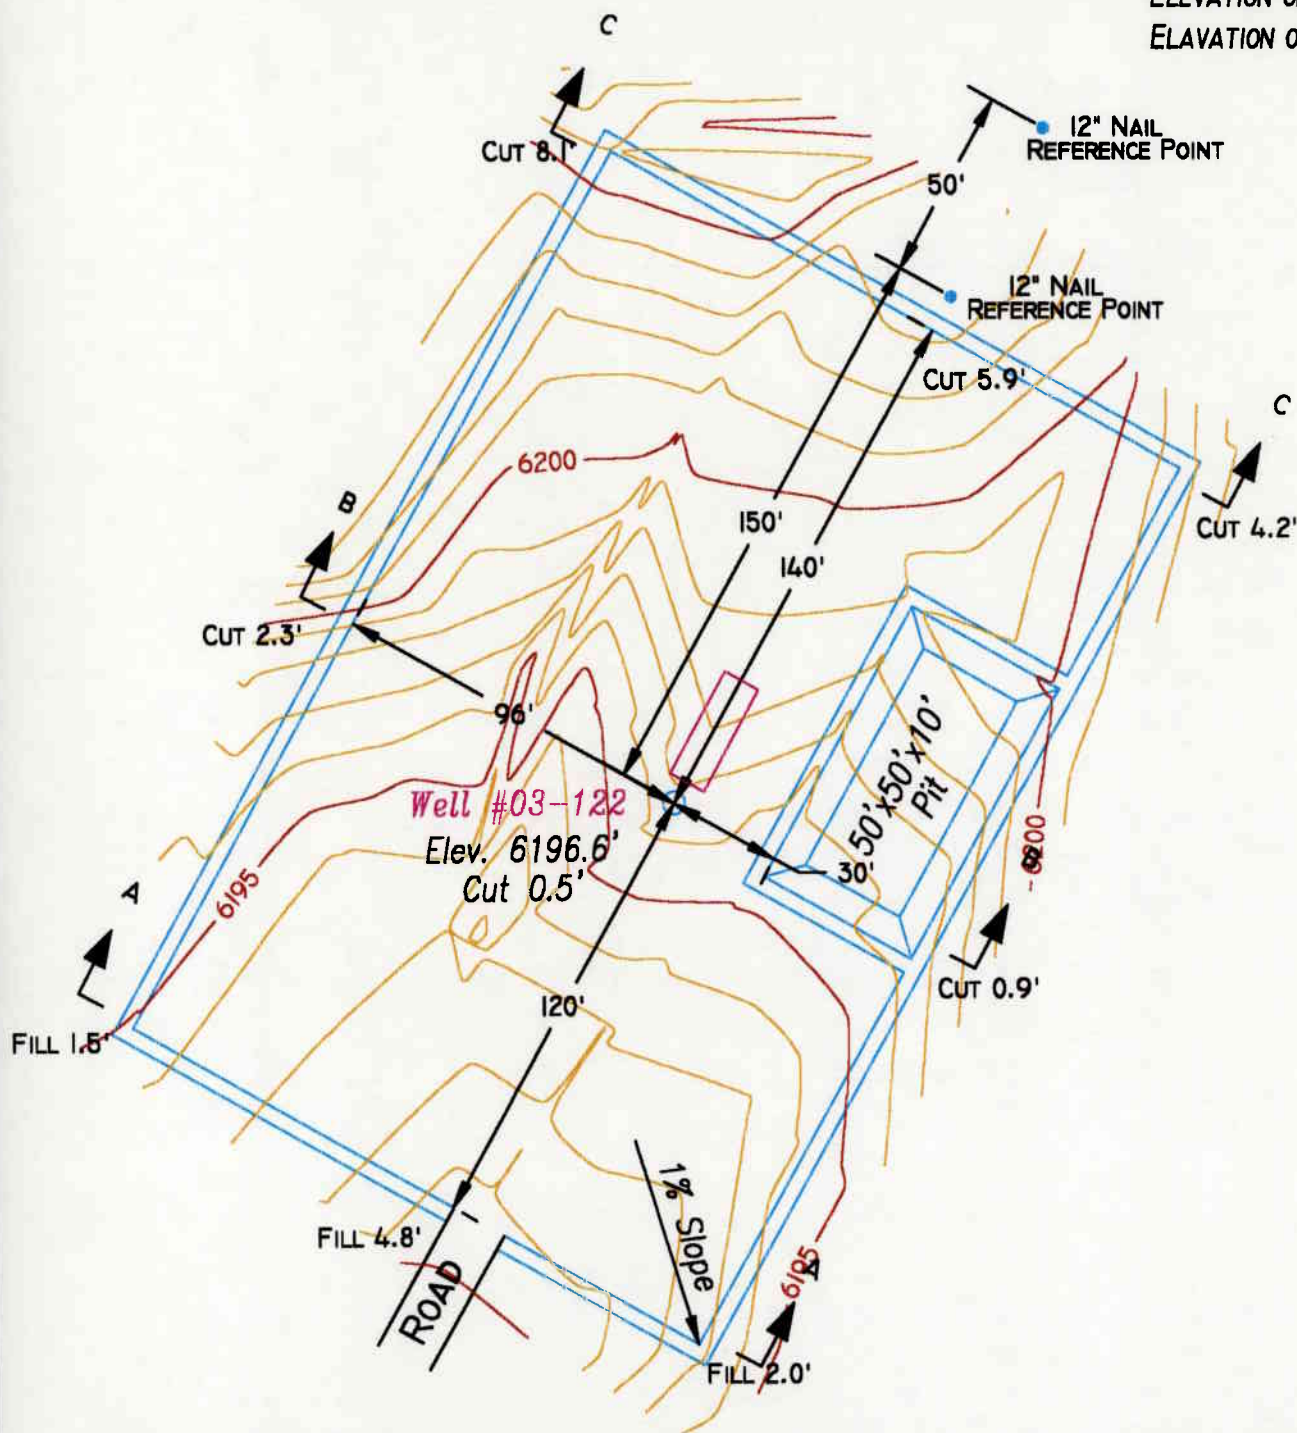 ELAVATION O
C
12" NAIL
REFERENCE POINT
CUT 8.1'
50'
12" NAIL
REFERENCE POINT
CUT 5.9'
C
6200
B
150'
CUT 4.2'
140'
CUT 2.3'
96'
50'x50'x10'
Pit
Well #03-122
Elev. 6196.6'
Cut 0.5'
6200
B
30'
A
6195
CUT 0.9'
120'
FILL 1.5'
1% Slope
FILL 4.8'
ROAD
6195
A
FILL 2.0'